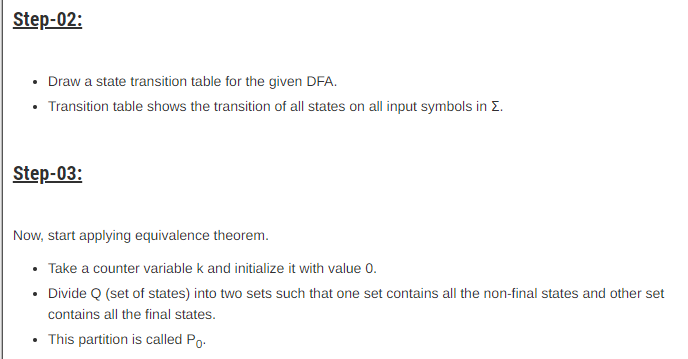 Step-02:
• Draw a state transition table for the given DFA.
• Transition table shows the transition of all states on all input symbols in Σ.
Step-03:
Now, start applying equivalence theorem.
• Take a counter variable k and initialize it with value 0.
• Divide Q (set of states) into two sets such that one set contains all the non-final states and other set
contains all the final states.
• This partition is called P₀.